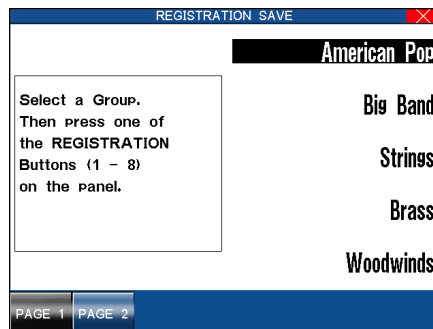 REGISTRATION SAVE
American Pop
Select a Group.
Then press one of
the REGISTRATION
Buttons (1 - 8)
on the panel.
Big Band
Strings
Brass
Woodwinds
PAGE 1 PAGE 2